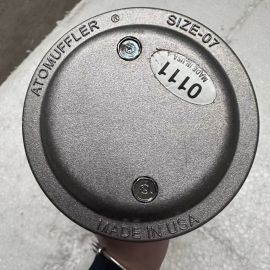 ATOMUFFLER ®
SIZE-07
0111
MADE IN USA
MADE IN USA